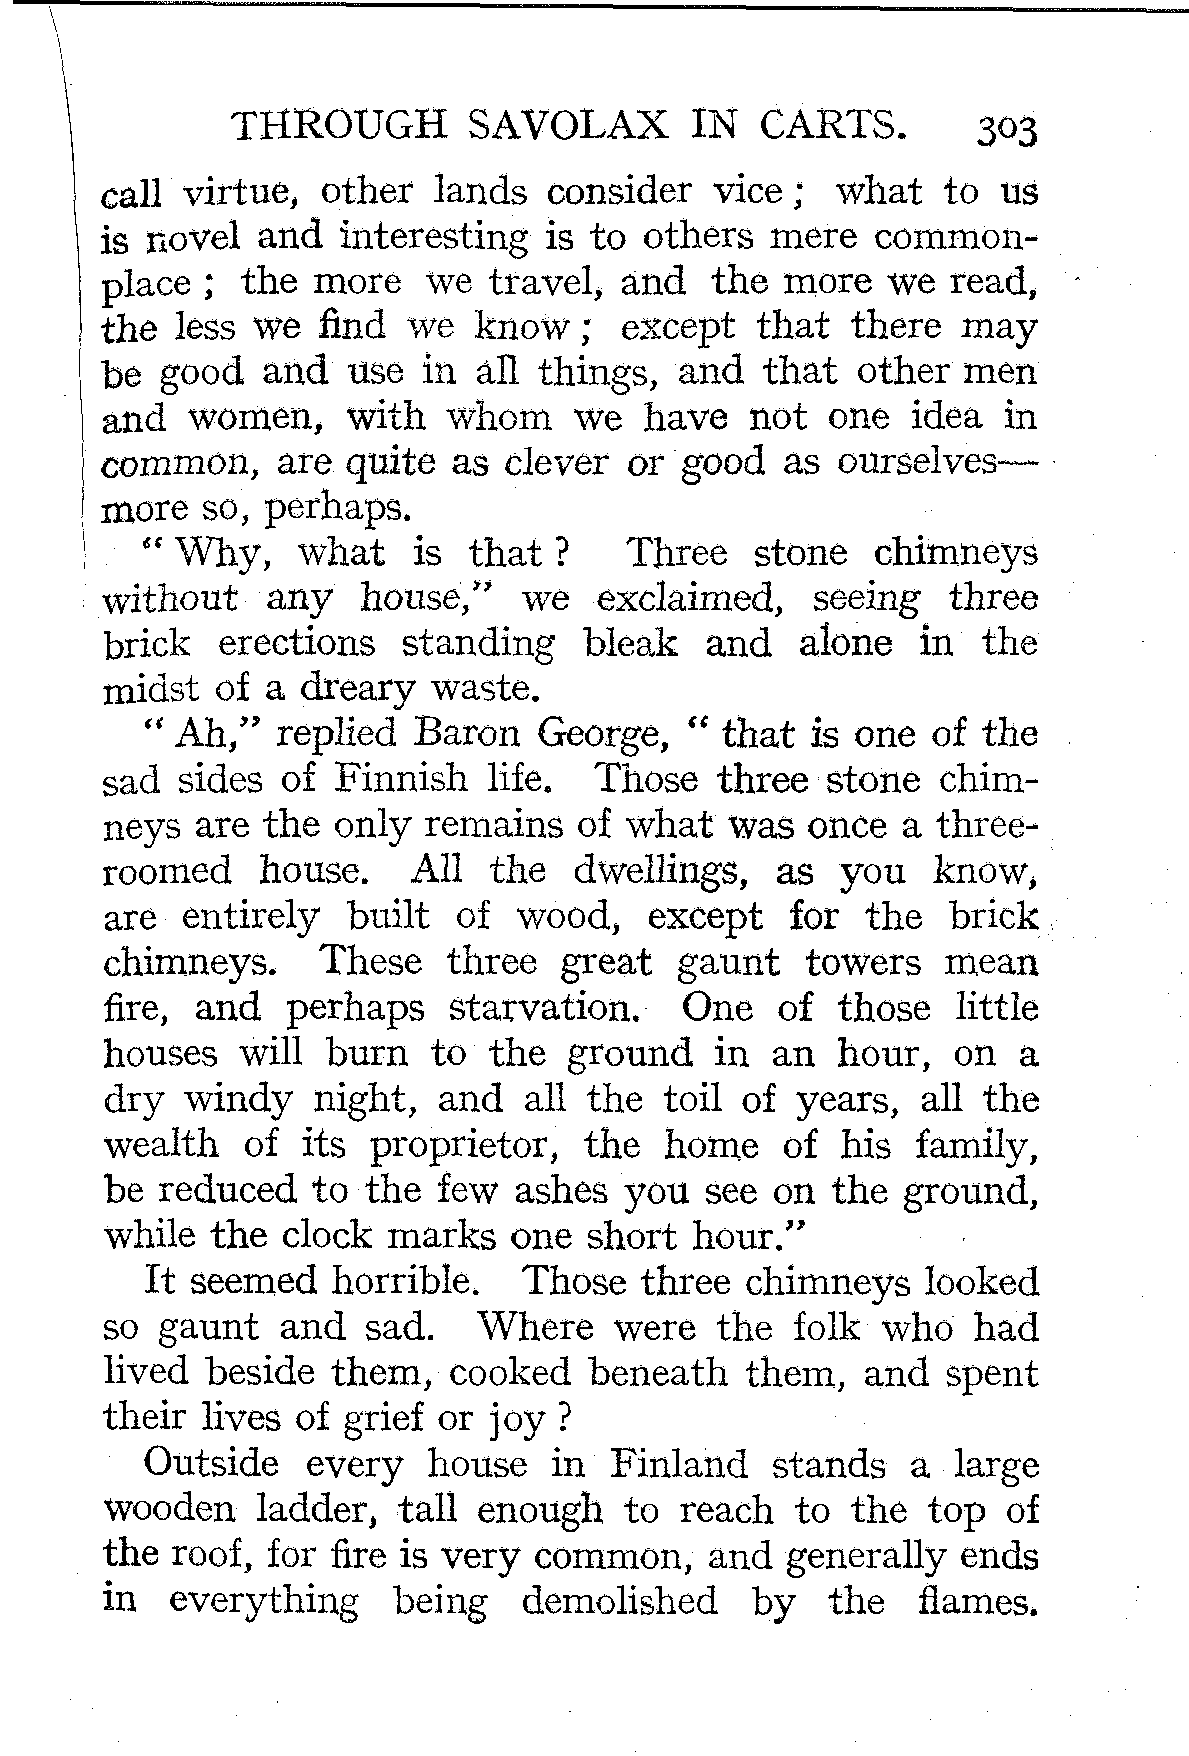 THROUGH SAVOLAX IN CARTS. 303
call virtue, other lands consider vice; what to us
is novel and interesting is to others mere common-
place; the more we travel, and the more we read,
the less we find we know; except that there may
be good and use in all things, and that other men
and women, with whom we have not one idea in
common, are quite as clever or good as ourselves—
more so, perhaps.
"Why, what is that? Three stone chimneys
without any house," we exclaimed, seeing three
brick erections standing bleak and alone in the
midst of a dreary waste.
"Ah," replied Baron George, "that is one of the
sad sides of Finnish life. Those three stone chim-
neys are the only remains of what was once a three-
roomed house. All the dwellings, as you know,
are entirely built of wood, except for the brick
chimneys. These three great gaunt towers mean
fire, and perhaps starvation. One of those little
houses will burn to the ground in an hour, on a
dry windy night, and all the toil of years, all the
wealth of its proprietor, the home of his family,
be reduced to the few ashes you see on the ground,
while the clock marks one short hour."
It seemed horrible. Those three chimneys looked
so gaunt and sad. Where were the folk who had
lived beside them, cooked beneath them, and spent
their lives of grief or joy?
Outside every house in Finland stands a large
wooden ladder, tall enough to reach to the top of
the roof, for fire is very common, and generally ends
in everything being demolished by the flames.